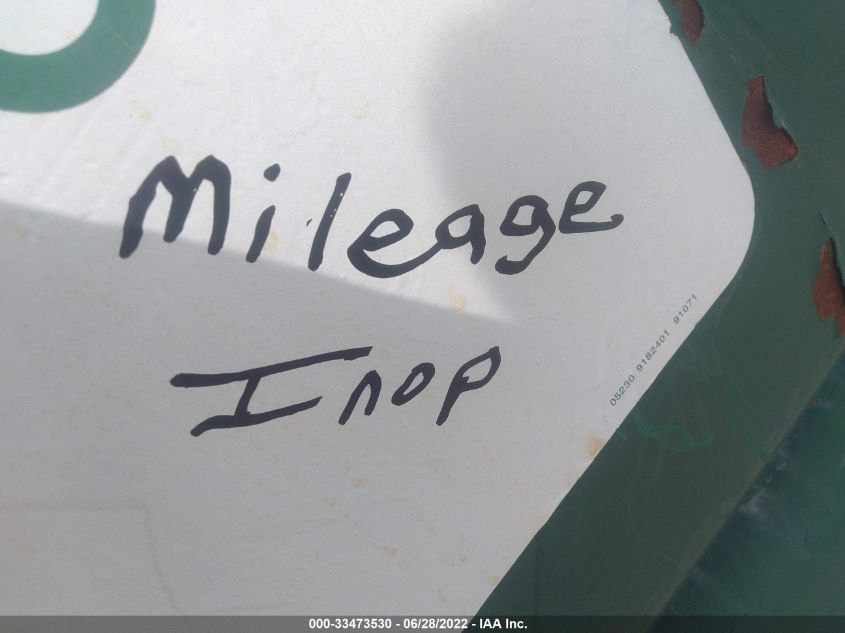 Mileage
Inop
05230 9182401 91071
000-33473530 - 06/28/2022 - IAA Inc.